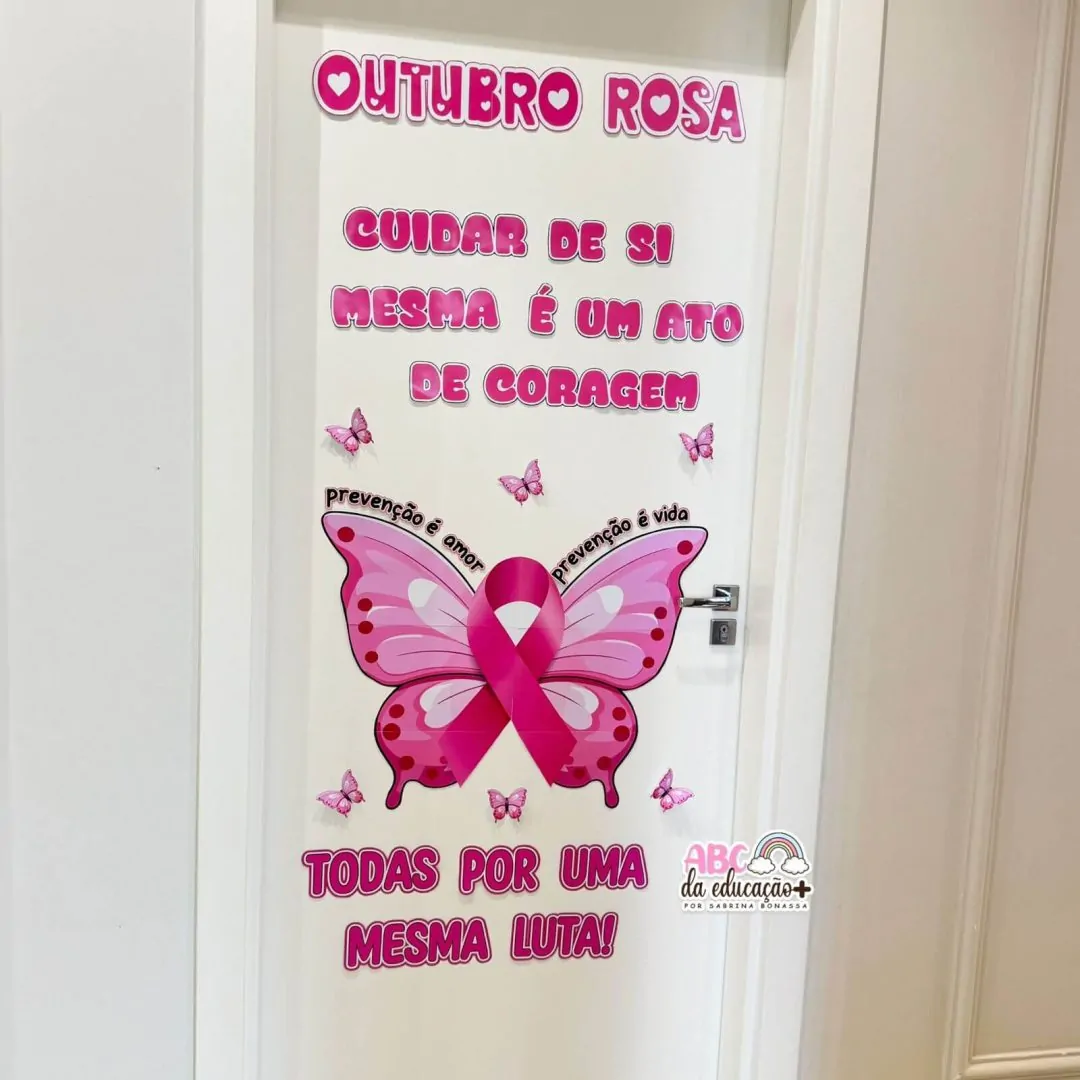 OUTUBRO ROSA
CUIDAR DE SI
MESMA É UM ATO
DE CORAGEM
prevenção é amor
prevenção é vida
TODAS POR UMA
MESMA LUTA!
ABC
da educação+
POR SABRINA BONASSA